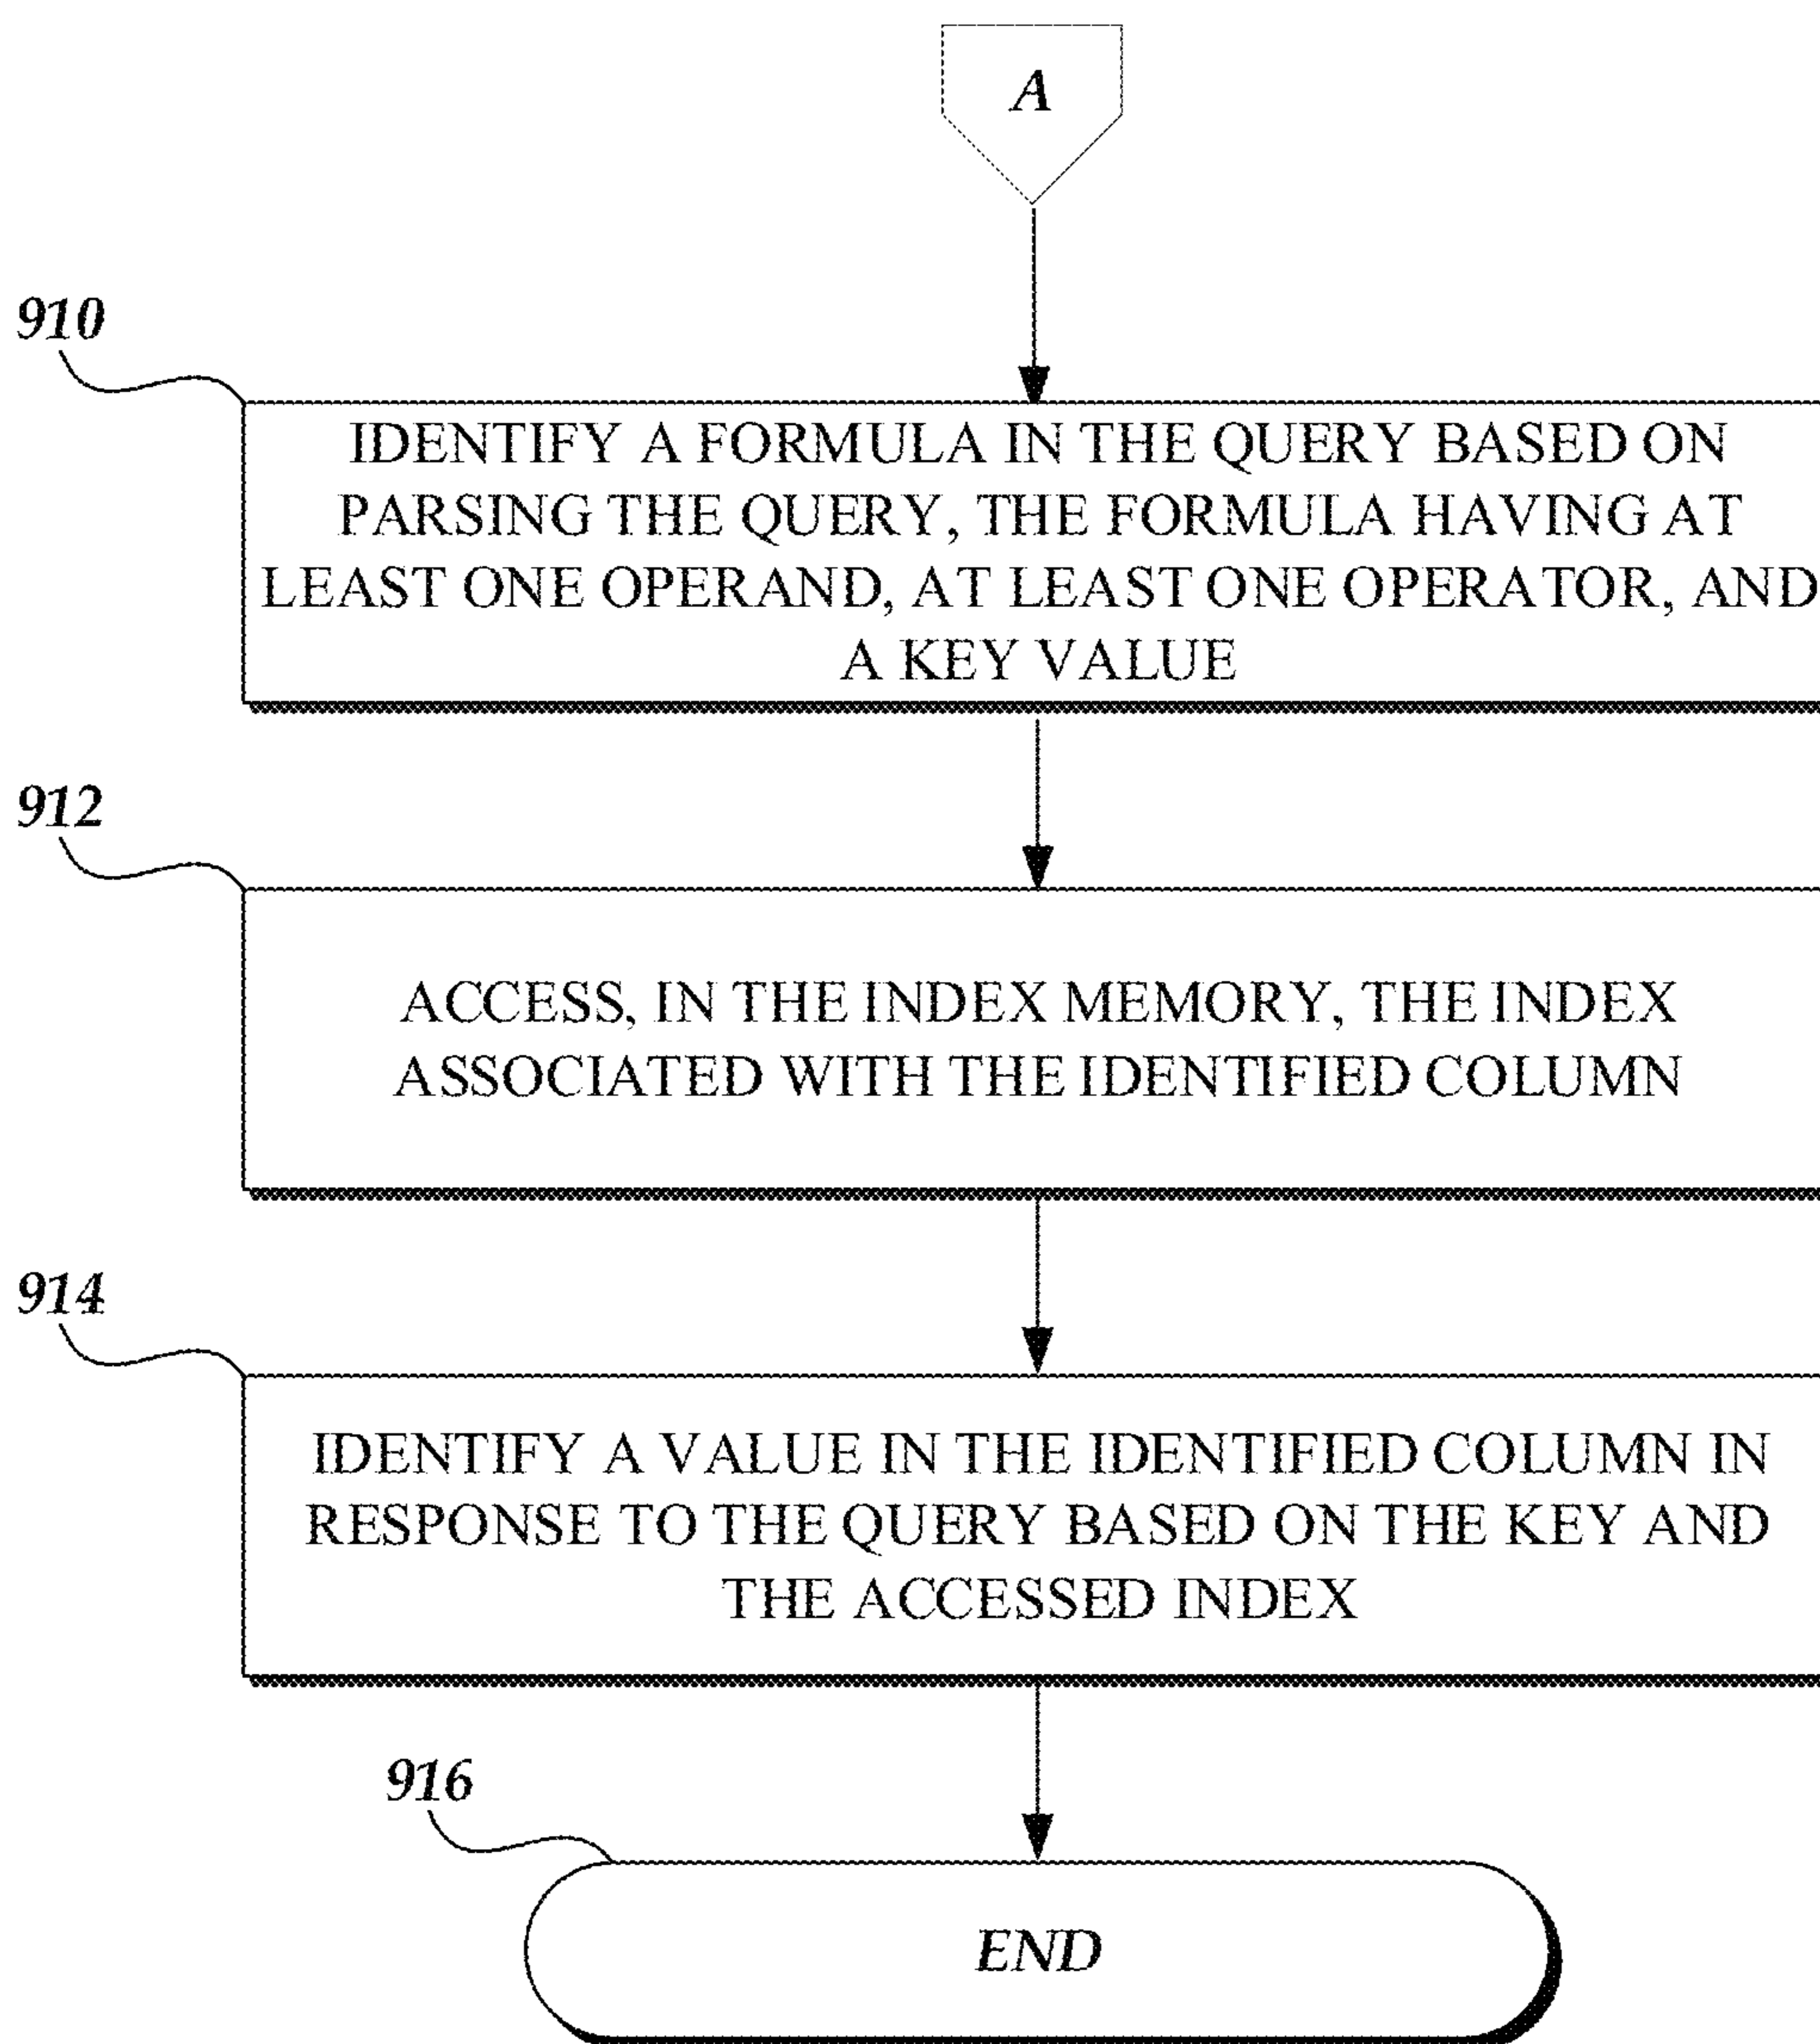 A
910
IDENTIFY A FORMULA IN THE QUERY BASED ON
PARSING THE QUERY, THE FORMULA HAVING AT
LEAST ONE OPERAND, AT LEAST ONE OPERATOR, AND
A KEY VALUE
912
ACCESS, IN THE INDEX MEMORY, THE INDEX
ASSOCIATED WITH THE IDENTIFIED COLUMN
914
IDENTIFY A VALUE IN THE IDENTIFIED COLUMN IN
RESPONSE TO THE QUERY BASED ON THE KEY AND
THE ACCESSED INDEX
916
END